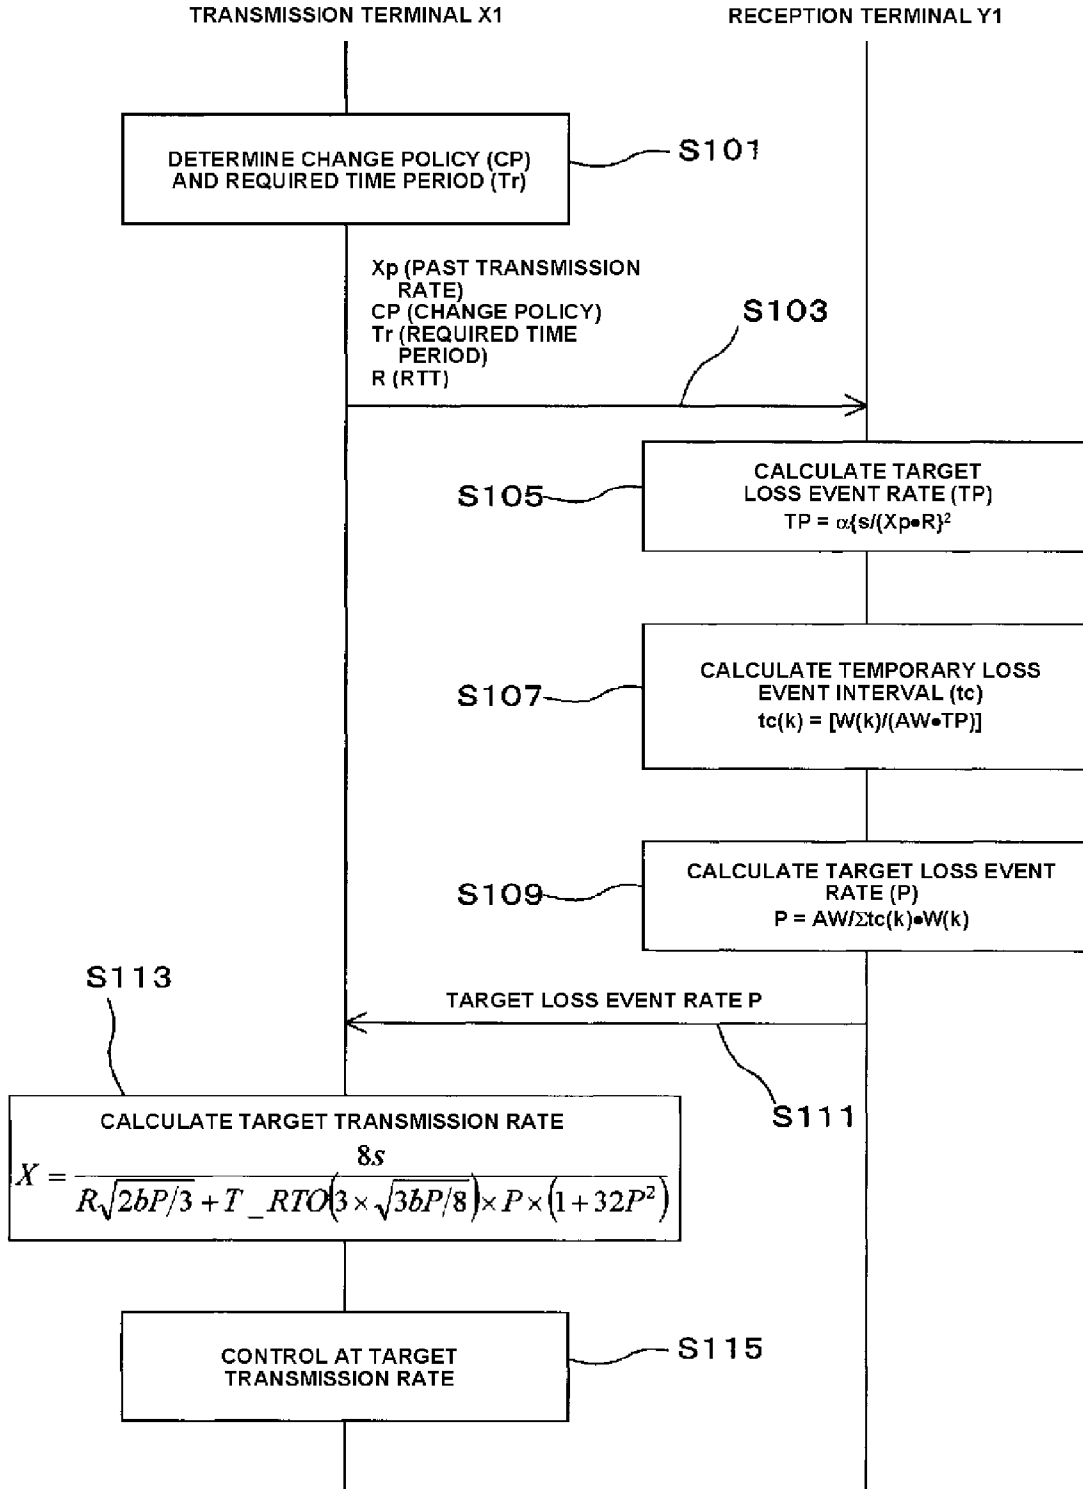 TRANSMISSION TERMINAL X1
RECEPTION TERMINAL Y1
DETERMINE CHANGE POLICY (CP)
AND REQUIRED TIME PERIOD (Tr)
S101
Xp (PAST TRANSMISSION
RATE)
CP (CHANGE POLICY)
Tr (REQUIRED TIME
PERIOD)
R (RTT)
S103
S105
CALCULATE TARGET
LOSS EVENT RATE (TP)
TP = α{s/(Xp•R}²
S107
CALCULATE TEMPORARY LOSS
EVENT INTERVAL (tc)
tc(k) = [W(k)/(AW•TP)]
S109
CALCULATE TARGET LOSS EVENT
RATE (P)
P = AW/Σtc(k)•W(k)
S113
TARGET LOSS EVENT RATE P
S111
CALCULATE TARGET TRANSMISSION RATE
X = 8s / R√2bP/3 + T_RTO(3 × √3bP/8) × P × (1 + 32P²)
CONTROL AT TARGET
TRANSMISSION RATE
S115